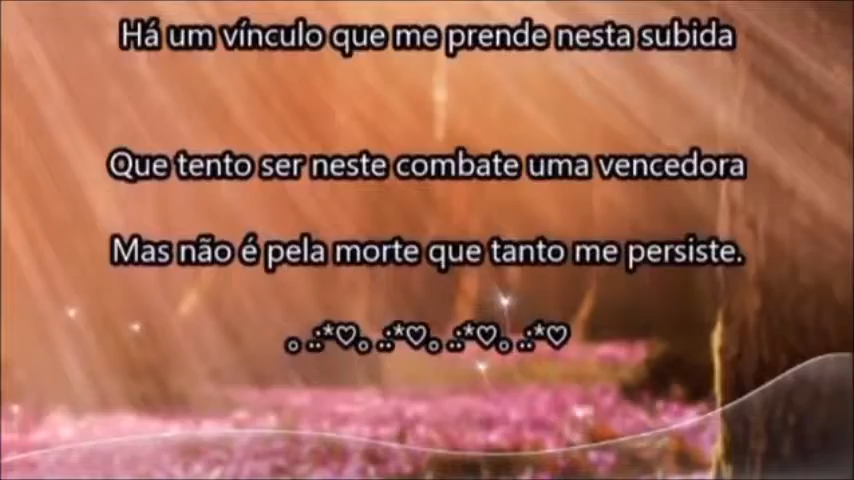 Há um vínculo que me prende nesta subida
Que tento ser neste combate uma vencedora
Mas não é pela morte que tanto me persiste.
｡ .:*♡｡ .:*♡｡ .:*♡｡ .:*♡